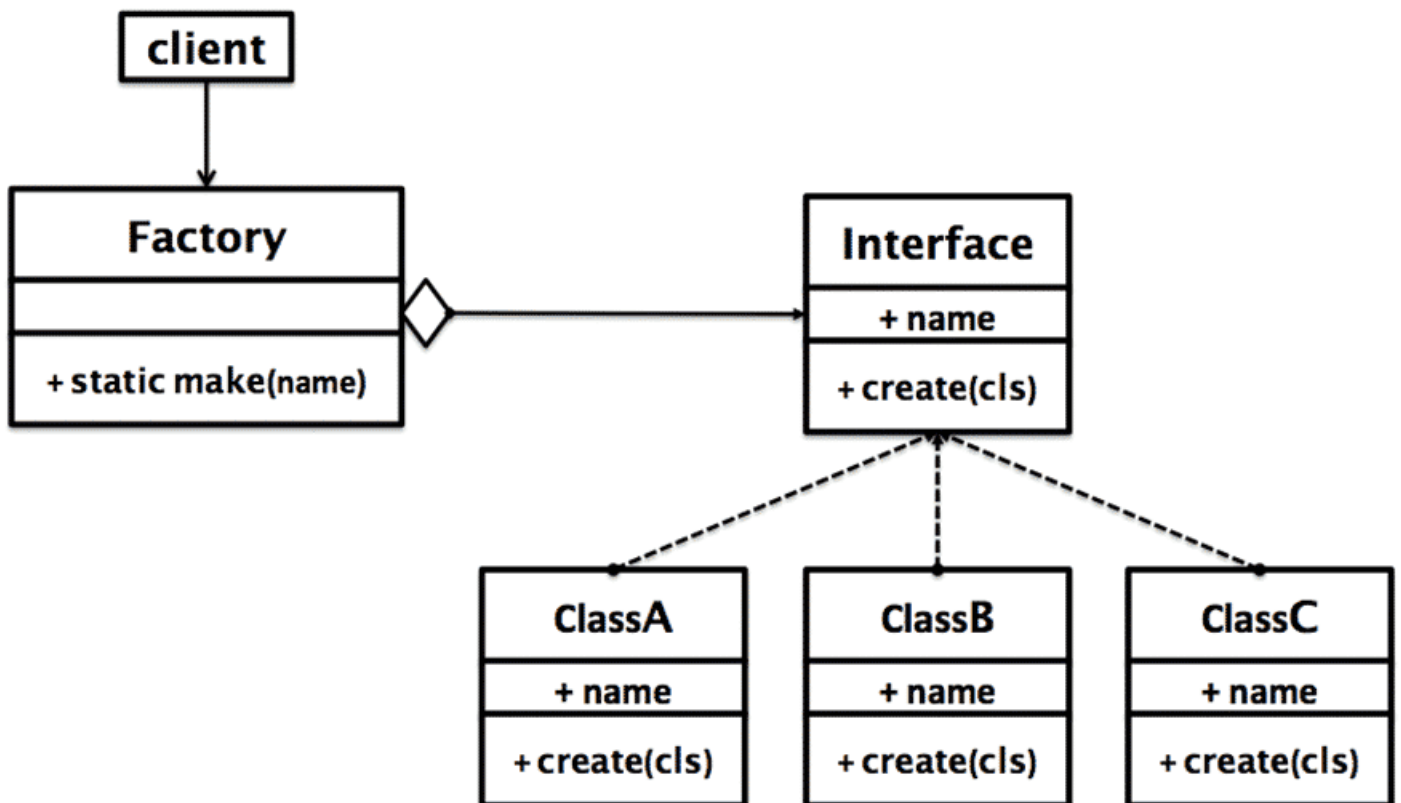 client
Factory
+ static make(name)
Interface
+ name
+ create(cls)
ClassA
+ name
+ create(cls)
ClassB
+ name
+ create(cls)
ClassC
+ name
+ create(cls)